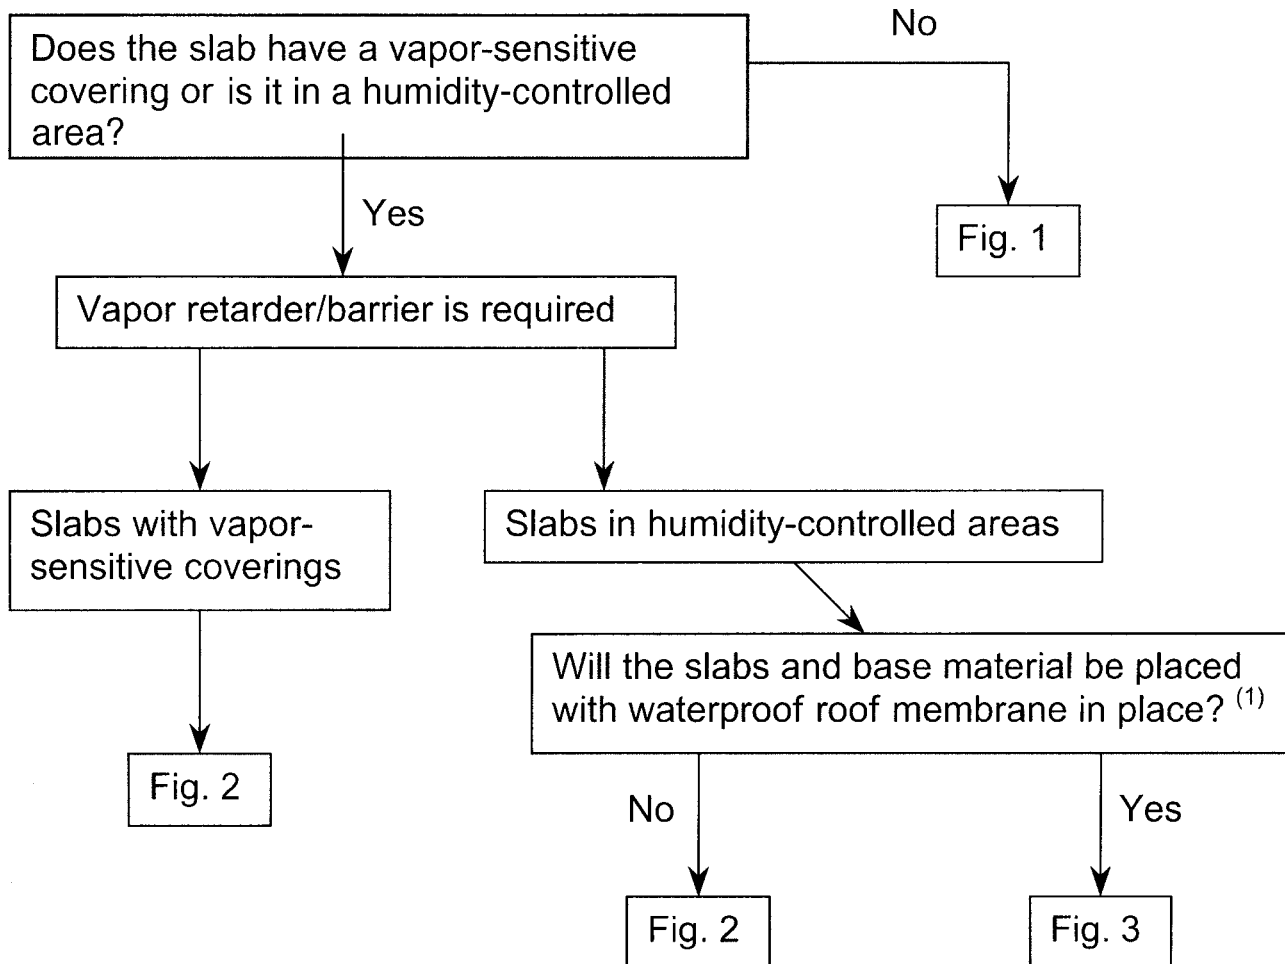 No
Does the slab have a vapor-sensitive
covering or is it in a humidity-controlled
area?
Yes
Fig. 1
Vapor retarder/barrier is required
Slabs with vapor-
sensitive coverings
Slabs in humidity-controlled areas
Will the slabs and base material be placed
with waterproof roof membrane in place? (1)
Fig. 2
No
Yes
Fig. 2
Fig. 3